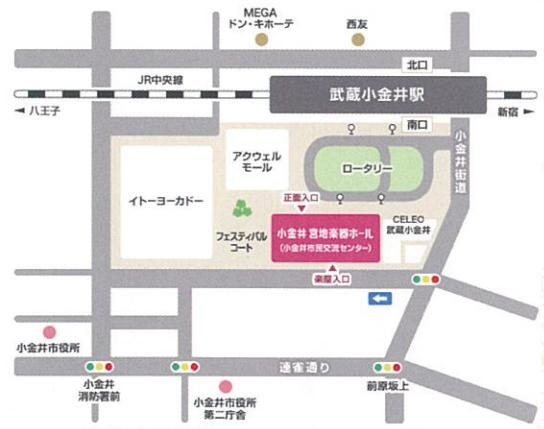 MEGA
ドン・キホーテ
西友
北口
JR中央線
武蔵小金井駅
八王子
新宿
南口
小金井街道
アクウェル
モール
ロータリー
イトーヨーカドー
正面入口
フェスティバル
コート
小金井 宮地楽器ホール
(小金井市民交流センター)
CELEO
武蔵小金井
楽屋入口
小金井市役所
連雀通り
小金井
消防署前
前原坂上
小金井市役所
第二庁舎